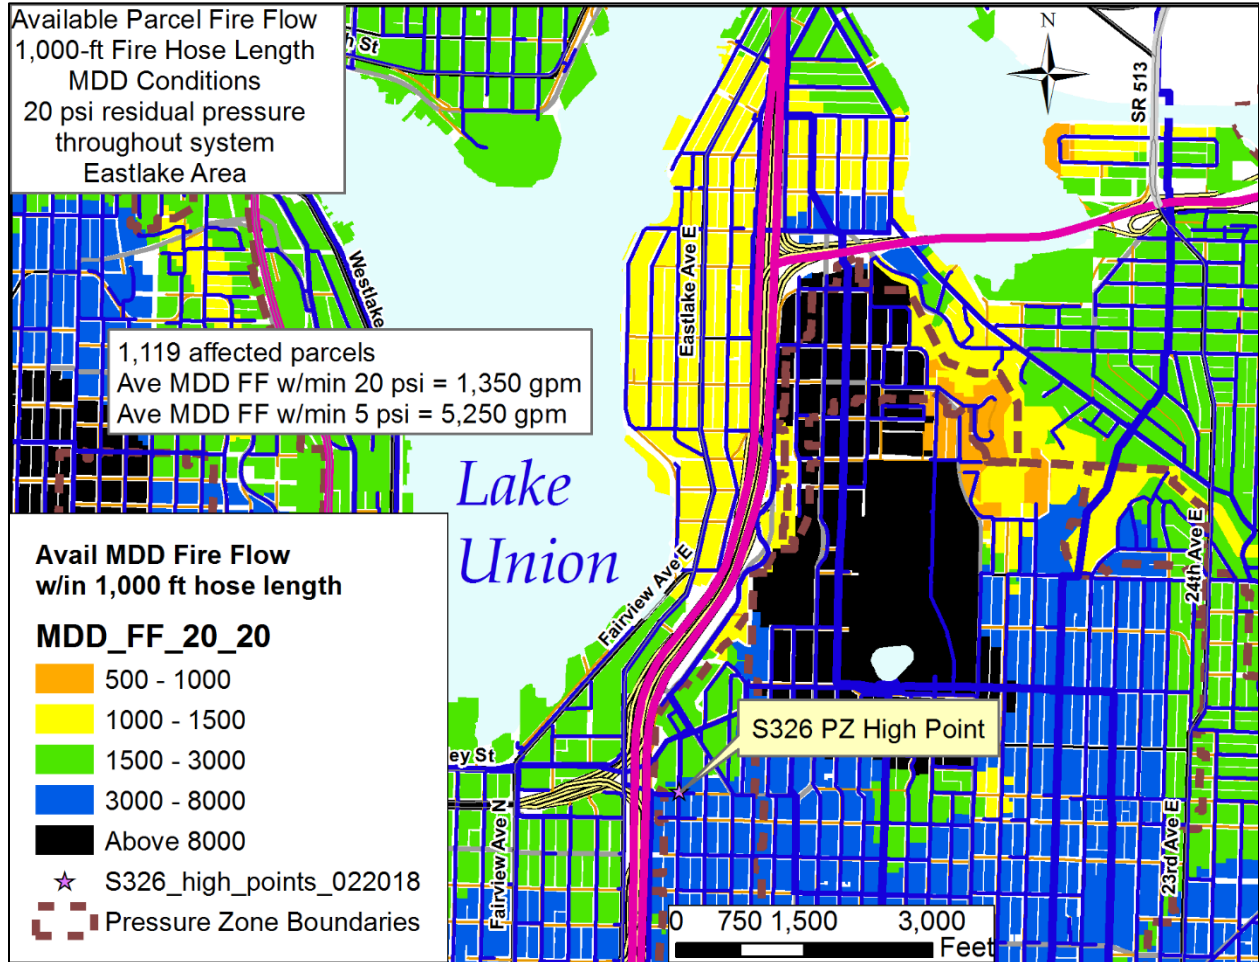 Available Parcel Fire Flow
1,000-ft Fire Hose Length
MDD Conditions
20 psi residual pressure
throughout system
Eastlake Area
h St
N
SR 513
Westlake
Eastlake Ave E
1,119 affected parcels
Ave MDD FF w/min 20 psi = 1,350 gpm
Ave MDD FF w/min 5 psi = 5,250 gpm
Lake
Union
Fairview Ave E
24th Ave E
Avail MDD Fire Flow
w/in 1,000 ft hose length
MDD_FF_20_20
500 - 1000
1000 - 1500
1500 - 3000
3000 - 8000
Above 8000
S326_high_points_022018
Pressure Zone Boundaries
S326 PZ High Point
ey St
Fairview Ave N
23rd Ave E
0 750 1,500 3,000
Feet